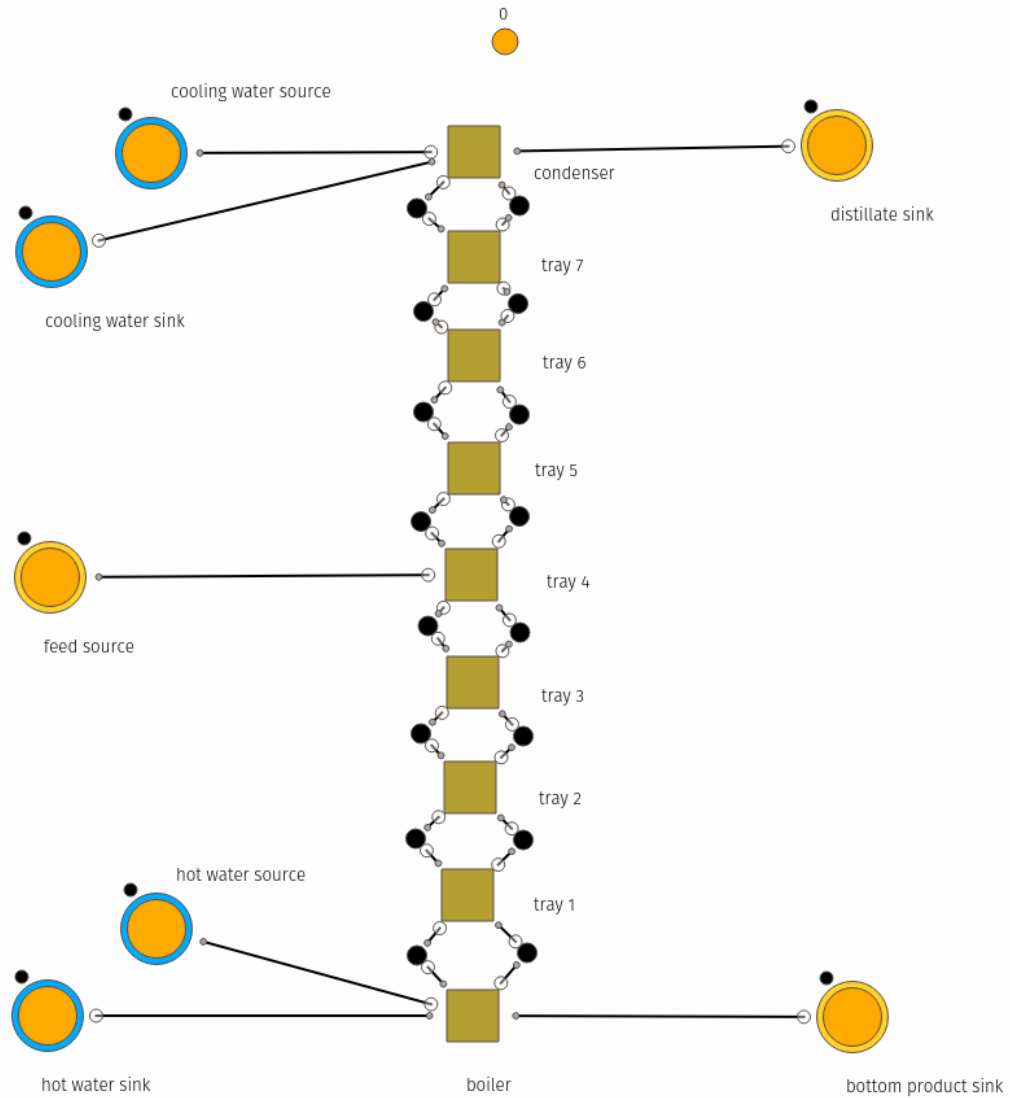 0
cooling water source
condenser
distillate sink
tray 7
cooling water sink
tray 6
tray 5
tray 4
feed source
tray 3
tray 2
hot water source
tray 1
hot water sink
boiler
bottom product sink